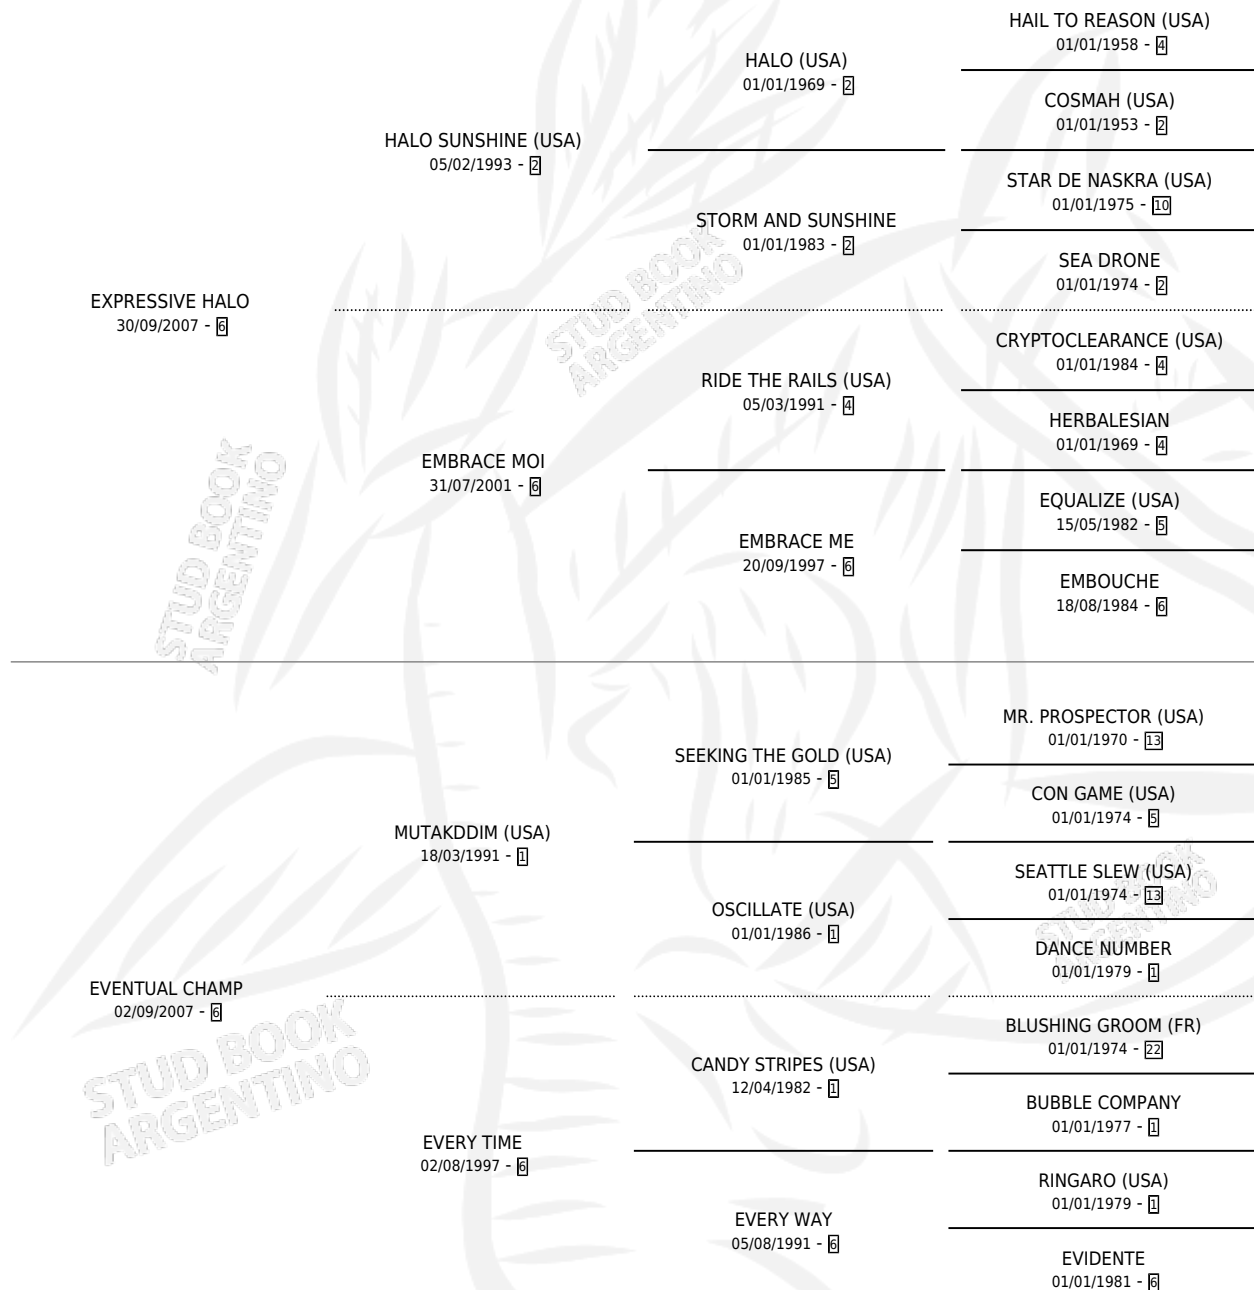 HAIL TO REASON (USA)
01/01/1958 - 4
HALO (USA)
01/01/1969 - 2
COSMAH (USA)
01/01/1953 - 2
HALO SUNSHINE (USA)
05/02/1993 - 2
STAR DE NASKRA (USA)
01/01/1975 - 10
STORM AND SUNSHINE
01/01/1983 - 2
SEA DRONE
01/01/1974 - 2
EXPRESSIVE HALO
30/09/2007 - 6
CRYPTOCLEARANCE (USA)
01/01/1984 - 4
RIDE THE RAILS (USA)
05/03/1991 - 4
HERBALESIAN
01/01/1969 - 4
EMBRACE MOI
31/07/2001 - 6
EQUALIZE (USA)
15/05/1982 - 5
EMBRACE ME
20/09/1997 - 6
EMBOUCHE
18/08/1984 - 6
MR. PROSPECTOR (USA)
01/01/1970 - 13
SEEKING THE GOLD (USA)
01/01/1985 - 5
CON GAME (USA)
01/01/1974 - 5
MUTAKDDIM (USA)
18/03/1991 - 1
SEATTLE SLEW (USA)
01/01/1974 - 13
OSCILLATE (USA)
01/01/1986 - 1
DANCE NUMBER
01/01/1979 - 1
EVENTUAL CHAMP
02/09/2007 - 6
BLUSHING GROOM (FR)
01/01/1974 - 22
CANDY STRIPES (USA)
12/04/1982 - 1
BUBBLE COMPANY
01/01/1977 - 1
EVERY TIME
02/08/1997 - 6
RINGARO (USA)
01/01/1979 - 1
EVERY WAY
05/08/1991 - 6
EVIDENTE
01/01/1981 - 6
STUD BOOK
ARGENTINO
STUD BOOK
ARGENTINO
STUD BOOK
ARGENTINO
STUD BOOK
ARGENTINO